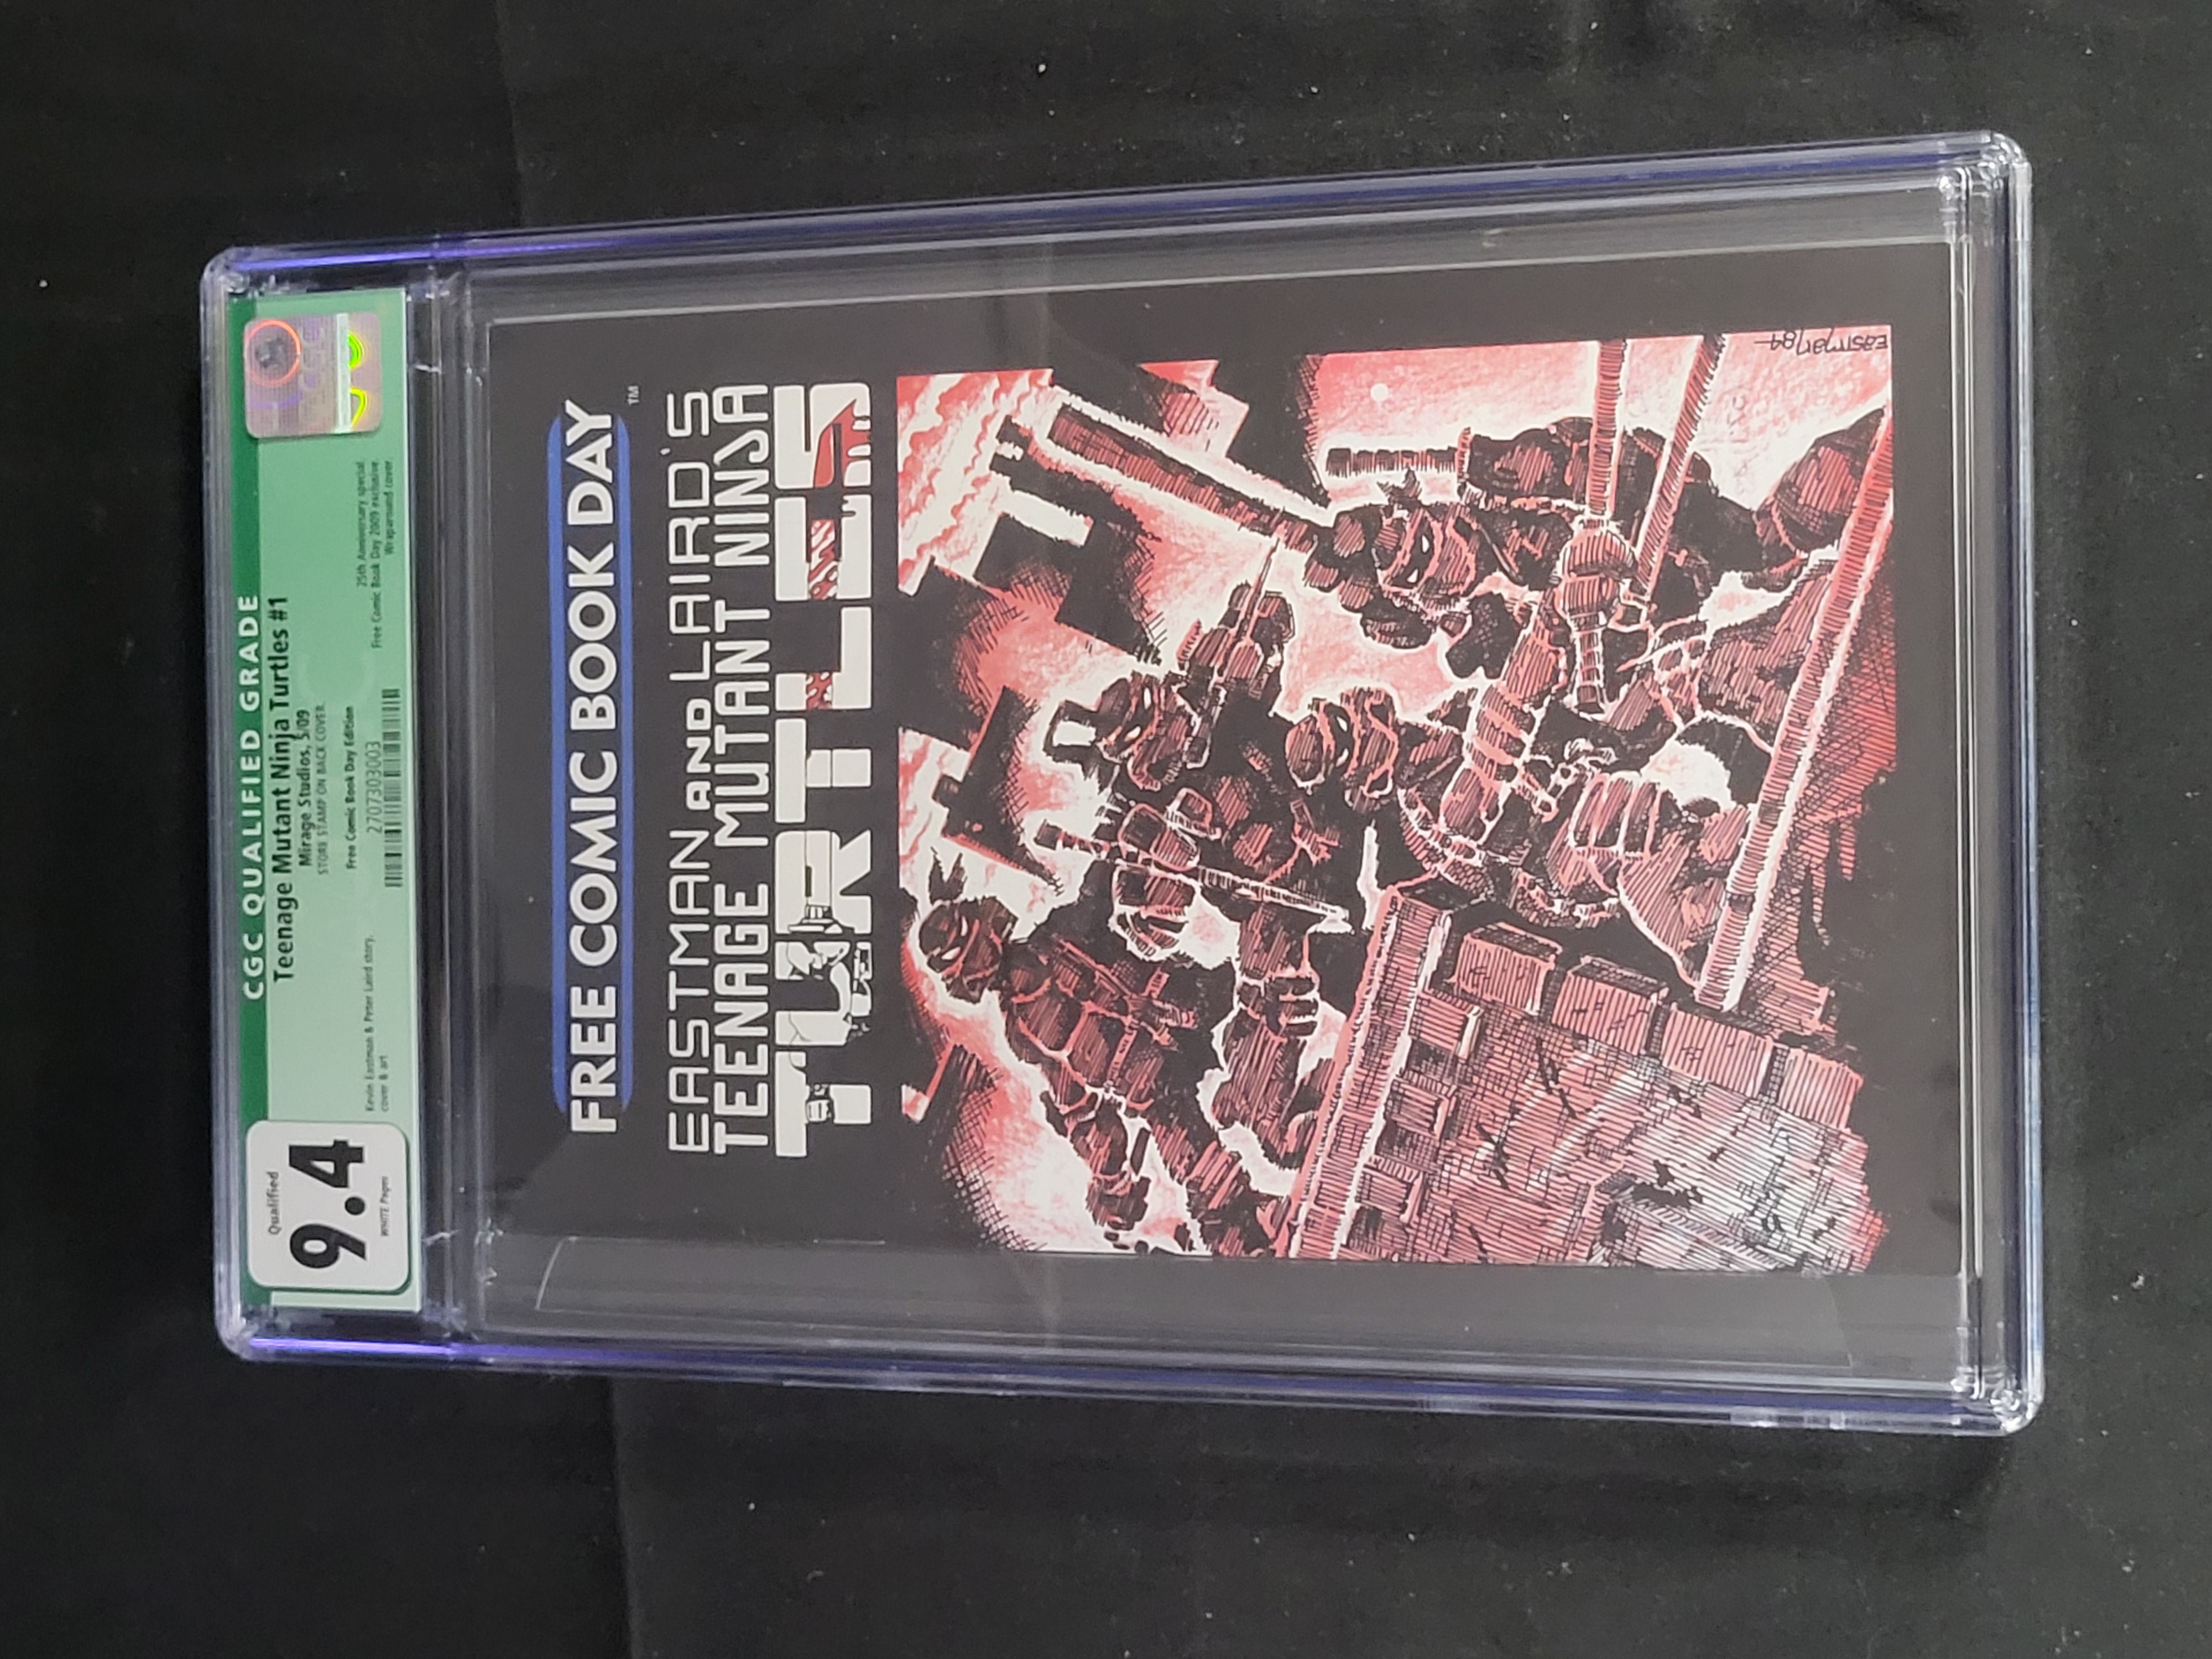 CGC QUALIFIED GRADE
Qualified
9.4
WHITE Pages
Teenage Mutant Ninja Turtles #1
Mirage Studios, 5/09
STORE STAMP ON BACK COVER.
Free Comic Book Day Edition
2707303003
Kevin Eastman & Peter Laird story,
cover & art
25th Anniversary special.
Free Comic Book Day 2009 exclusive.
Wraparound cover.
FREE COMIC BOOK DAY
TM
EASTMAN AND LAIRD'S
TEENAGE MUTANT NINJA
TURTLES
EASTMAN/84